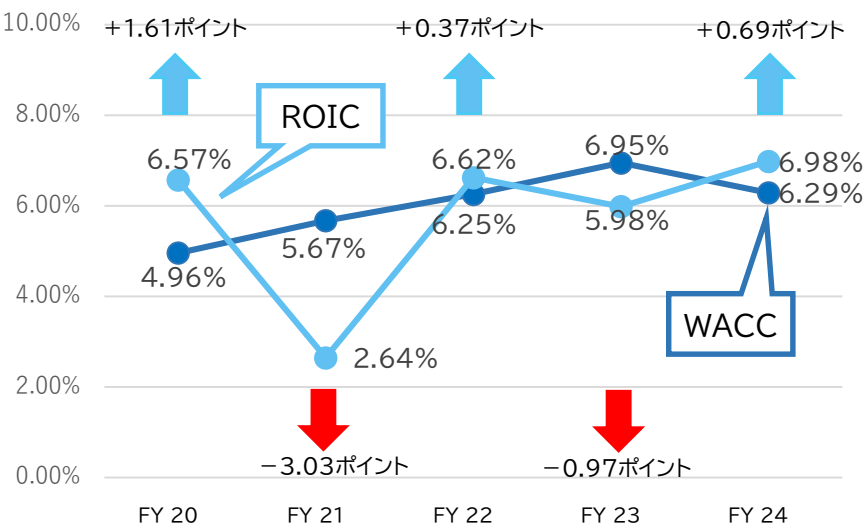 10.00%
+1.61ポイント
+0.37ポイント
+0.69ポイント
8.00%
ROIC
6.57%
6.62%
6.95%
6.98%
6.00%
6.29%
4.96%
5.67%
6.25%
5.98%
4.00%
WACC
2.64%
2.00%
−3.03ポイント
−0.97ポイント
0.00%
FY 20
FY 21
FY 22
FY 23
FY 24